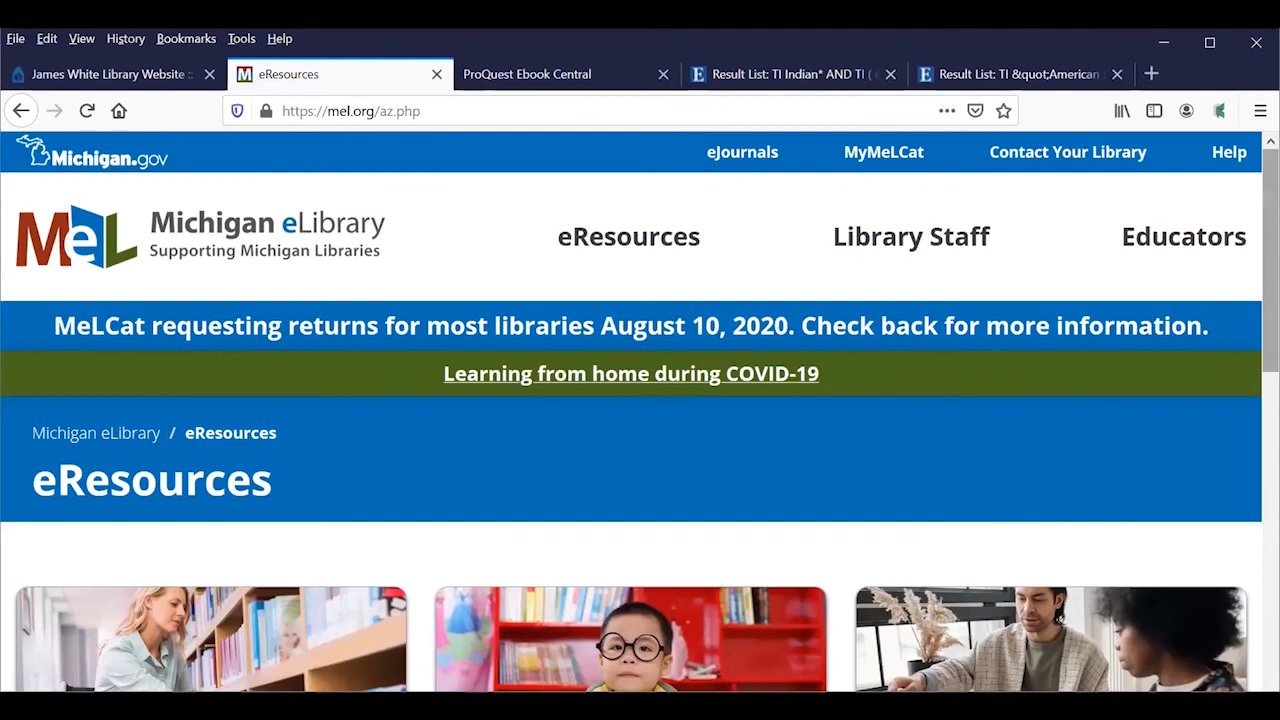 File Edit View History Bookmarks Tools Help
James White Library Website :: eResources ProQuest Ebook Central Result List: TI Indian* AND TI ( Result List: TI &quot;American
https://mel.org/az.php
Michigan.gov eJournals MyMeLCat Contact Your Library Help
MeL Michigan eLibrary
Supporting Michigan Libraries
eResources Library Staff Educators
MeLCat requesting returns for most libraries August 10, 2020. Check back for more information.
Learning from home during COVID-19
Michigan eLibrary / eResources
eResources